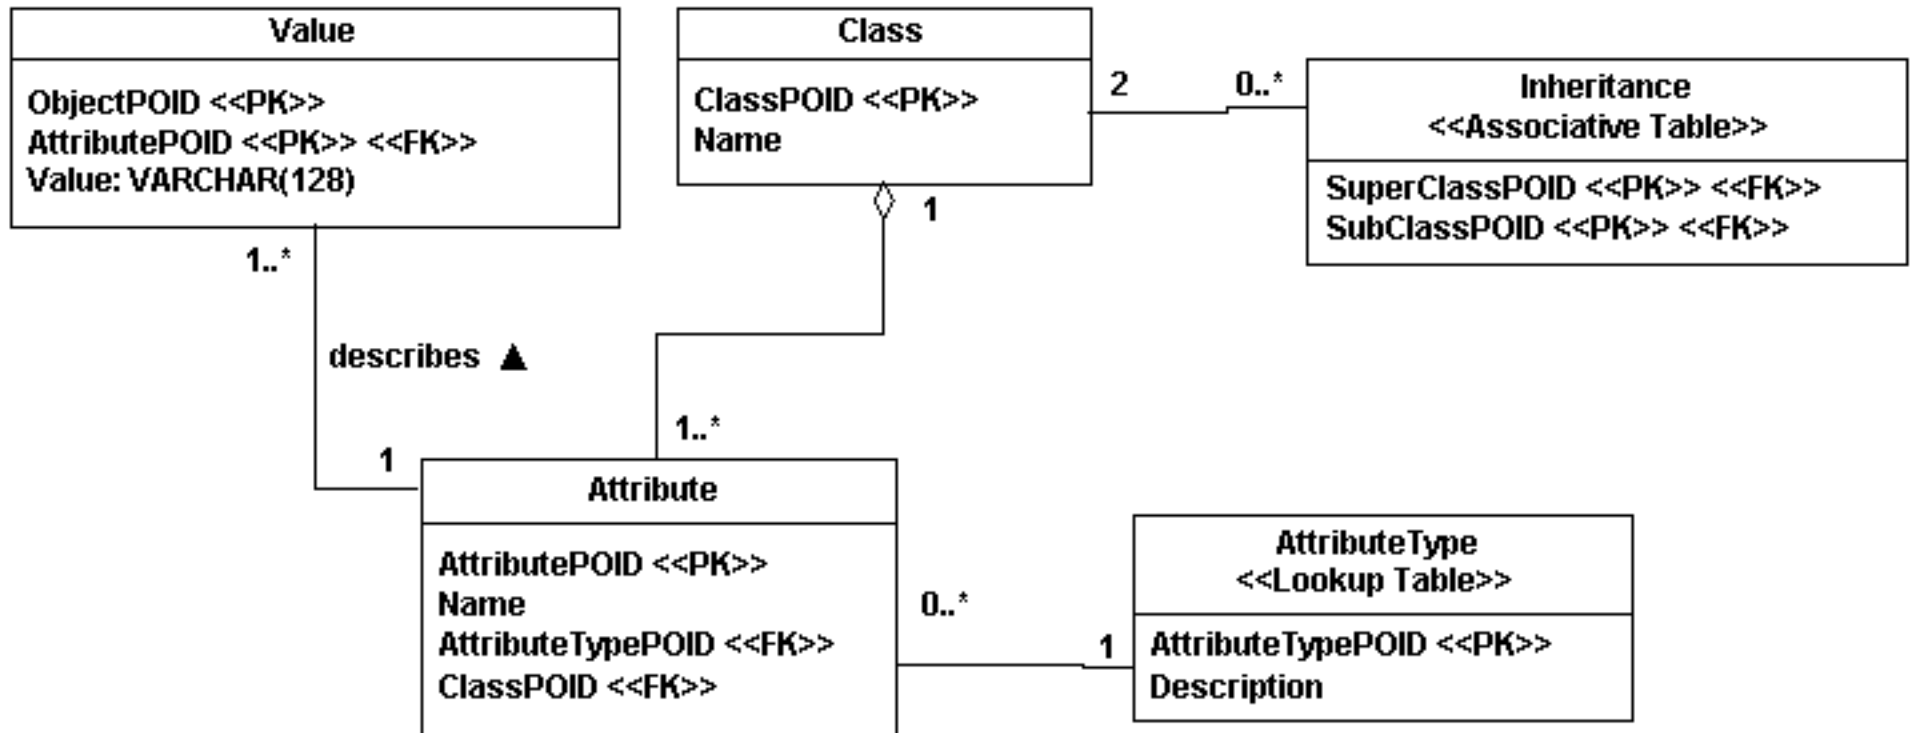 Value
ObjectPOID <<PK>>
AttributePOID <<PK>> <<FK>>
Value: VARCHAR(128)
Class
ClassPOID <<PK>>
Name
2
0..*
Inheritance
<<Associative Table>>
SuperClassPOID <<PK>> <<FK>>
SubClassPOID <<PK>> <<FK>>
1
1..*
describes ▲
1..*
1
Attribute
AttributePOID <<PK>>
Name
AttributeTypePOID <<FK>>
ClassPOID <<FK>>
0..*
1
AttributeType
<<Lookup Table>>
AttributeTypePOID <<PK>>
Description